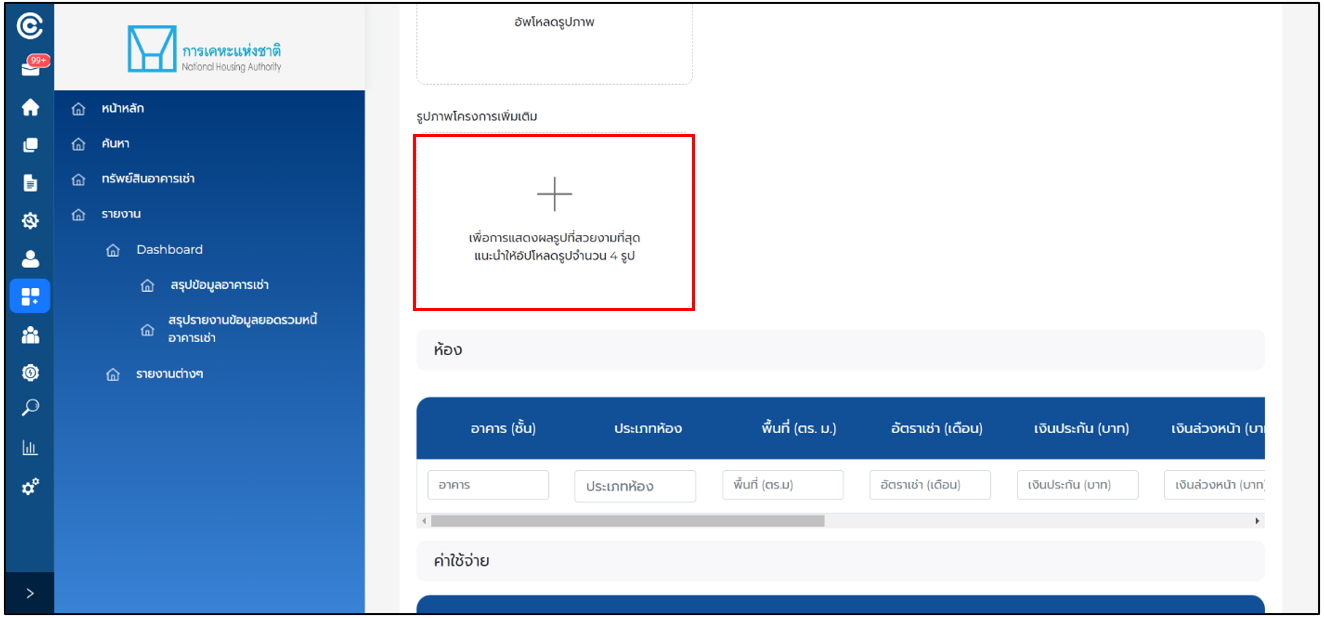 อัพโหลดรูปภาพ
99+
การเคหะแห่งชาติ
National Housing Authority
หน้าหลัก
ค้นหา
ทรัพย์สินอาคารเช่า
รายงาน
Dashboard
สรุปข้อมูลอาคารเช่า
สรุปรายงานข้อมูลยอดรวมหนี้
อาคารเช่า
รายงานต่างๆ
รูปภาพโครงการเพิ่มเติม
เพื่อการแสดงผลรูปที่สวยงามที่สุด
แนะนำให้อัปโหลดรูปจำนวน 4 รูป
ห้อง
อาคาร (ชั้น) ประเภทห้อง พื้นที่ (ตร. ม.) อัตราเช่า (เดือน) เงินประกัน (บาท) เงินล่วงหน้า (บา
อาคาร ประเภทห้อง พื้นที่ (ตร.ม) อัตราเช่า (เดือน) เงินประกัน (บาท) เงินล่วงหน้า (บาท
ค่าใช้จ่าย